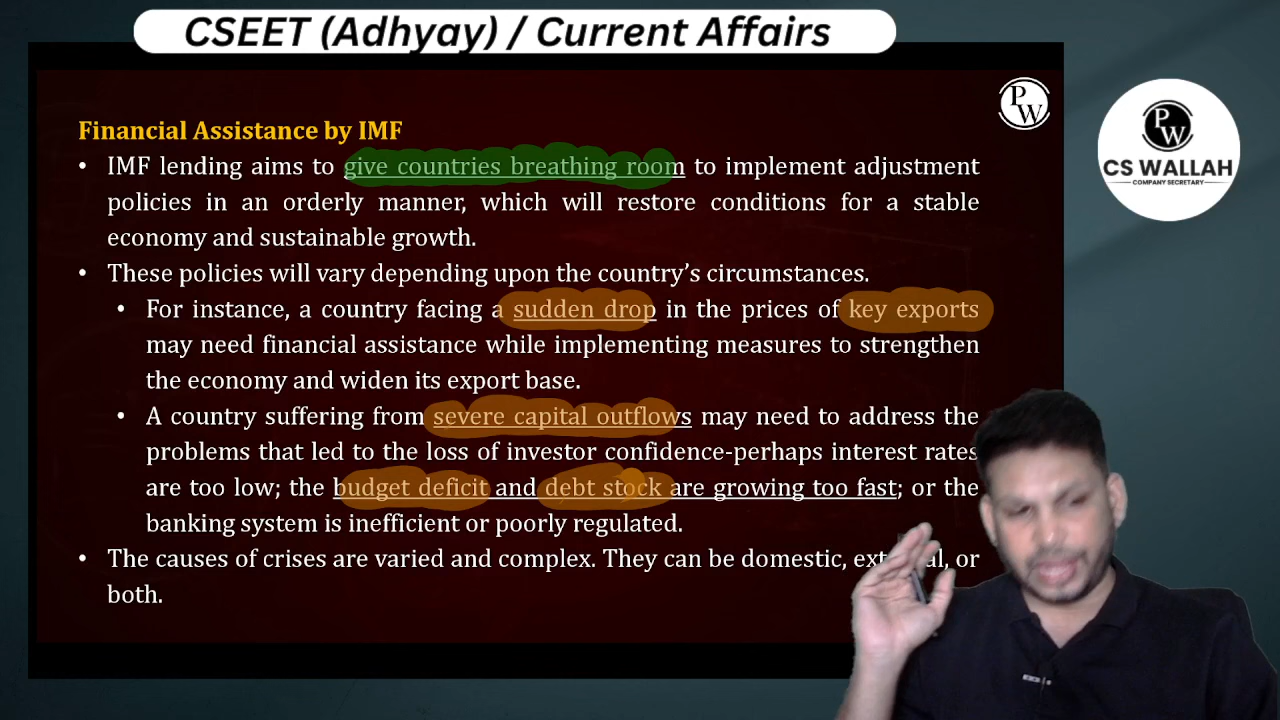 CSEET (Adhyay) / Current Affairs
PW
PW
CS WALLAH
COMPANY SECRETARY
Financial Assistance by IMF
• IMF lending aims to give countries breathing room to implement adjustment
policies in an orderly manner, which will restore conditions for a stable
economy and sustainable growth.
• These policies will vary depending upon the country's circumstances.
• For instance, a country facing a sudden drop in the prices of key exports
may need financial assistance while implementing measures to strengthen
the economy and widen its export base.
• A country suffering from severe capital outflows may need to address the
problems that led to the loss of investor confidence-perhaps interest rates
are too low; the budget deficit and debt stock are growing too fast; or the
banking system is inefficient or poorly regulated.
• The causes of crises are varied and complex. They can be domestic, or
both.